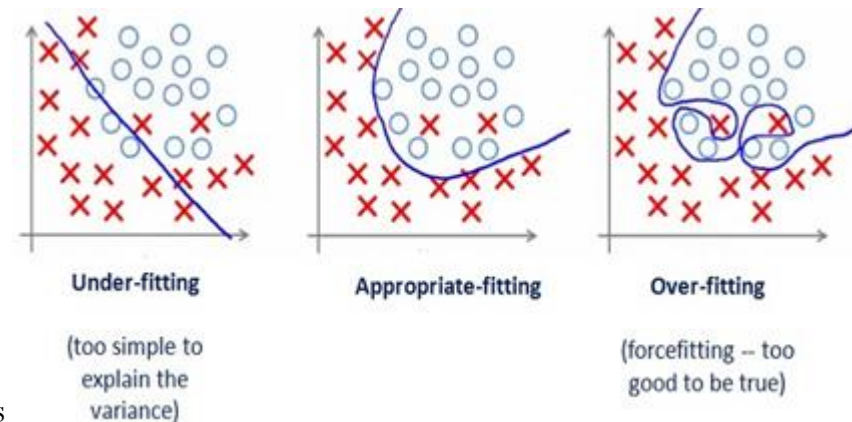 Under-fitting
(too simple to
explain the
variance)
Appropriate-fitting
Over-fitting
(forcefitting -- too
good to be true)
s